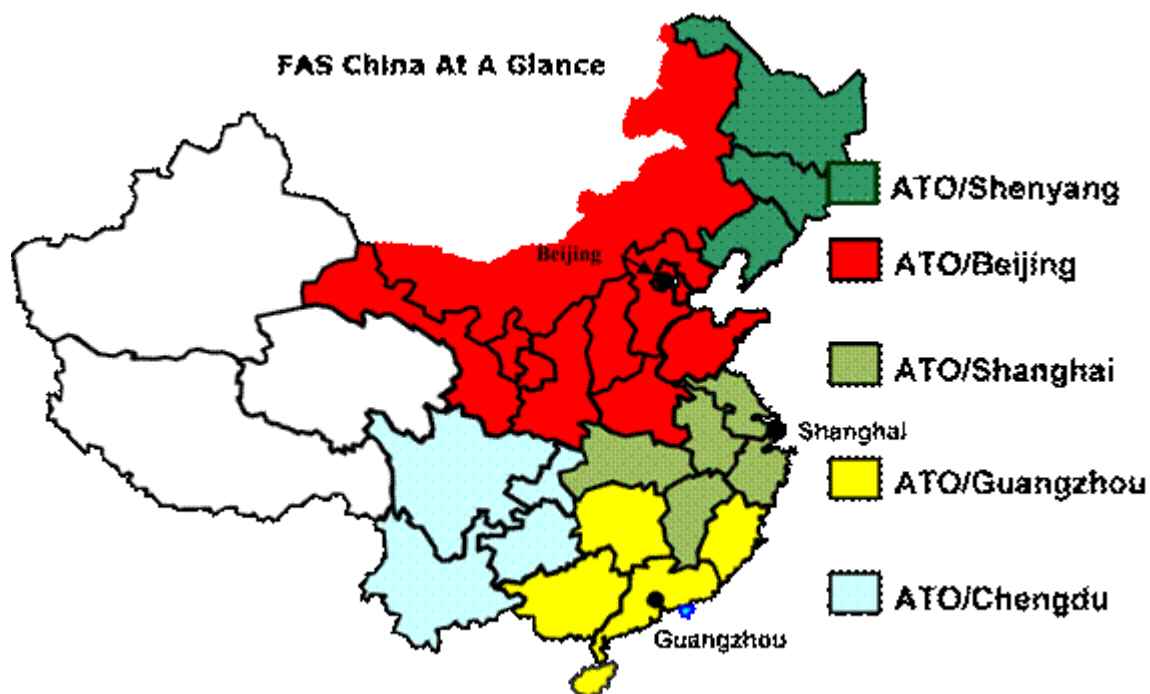 FAS China At A Glance
ATO/Shenyang
Beijing
ATO/Beijing
ATO/Shanghai
Shanghai
ATO/Guangzhou
ATO/Chengdu
Guangzhou